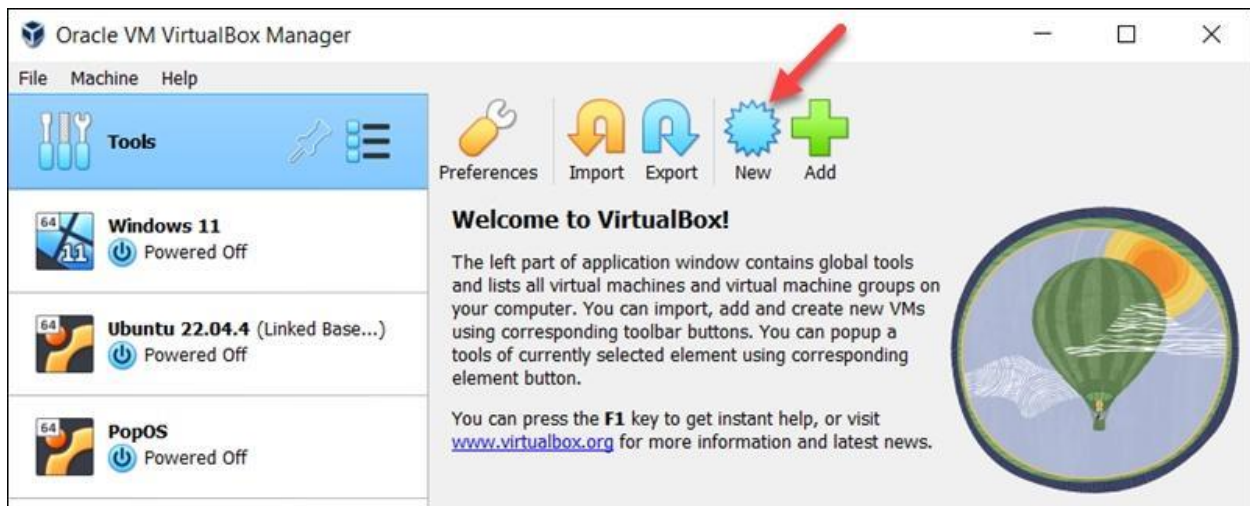 Oracle VM VirtualBox Manager
File Machine Help
Tools
Preferences Import Export New Add
64
11
Windows 11
Powered Off
64
Ubuntu 22.04.4 (Linked Base...)
Powered Off
64
PopOS
Powered Off
Welcome to VirtualBox!
The left part of application window contains global tools
and lists all virtual machines and virtual machine groups on
your computer. You can import, add and create new VMs
using corresponding toolbar buttons. You can popup a
tools of currently selected element using corresponding
element button.
You can press the F1 key to get instant help, or visit
www.virtualbox.org for more information and latest news.